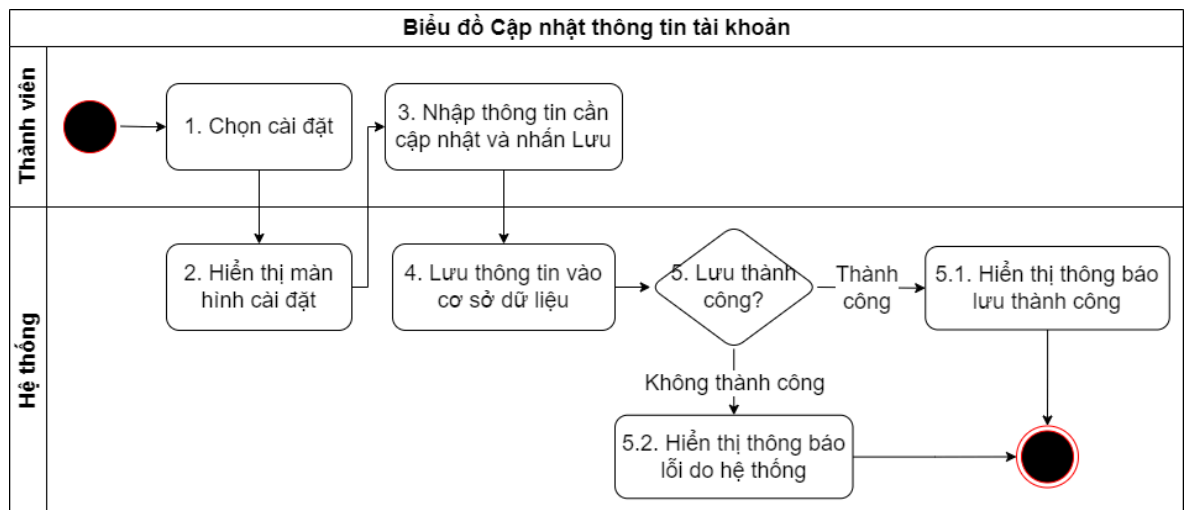 Biểu đồ Cập nhật thông tin tài khoản
Thành viên
1. Chọn cài đặt
3. Nhập thông tin cần
cập nhật và nhấn Lưu
Hệ thống
2. Hiển thị màn
hình cài đặt
4. Lưu thông tin vào
cơ sở dữ liệu
5. Lưu thành
công?
Thành
công
5.1. Hiển thị thông báo
lưu thành công
Không thành công
5.2. Hiển thị thông báo
lỗi do hệ thống